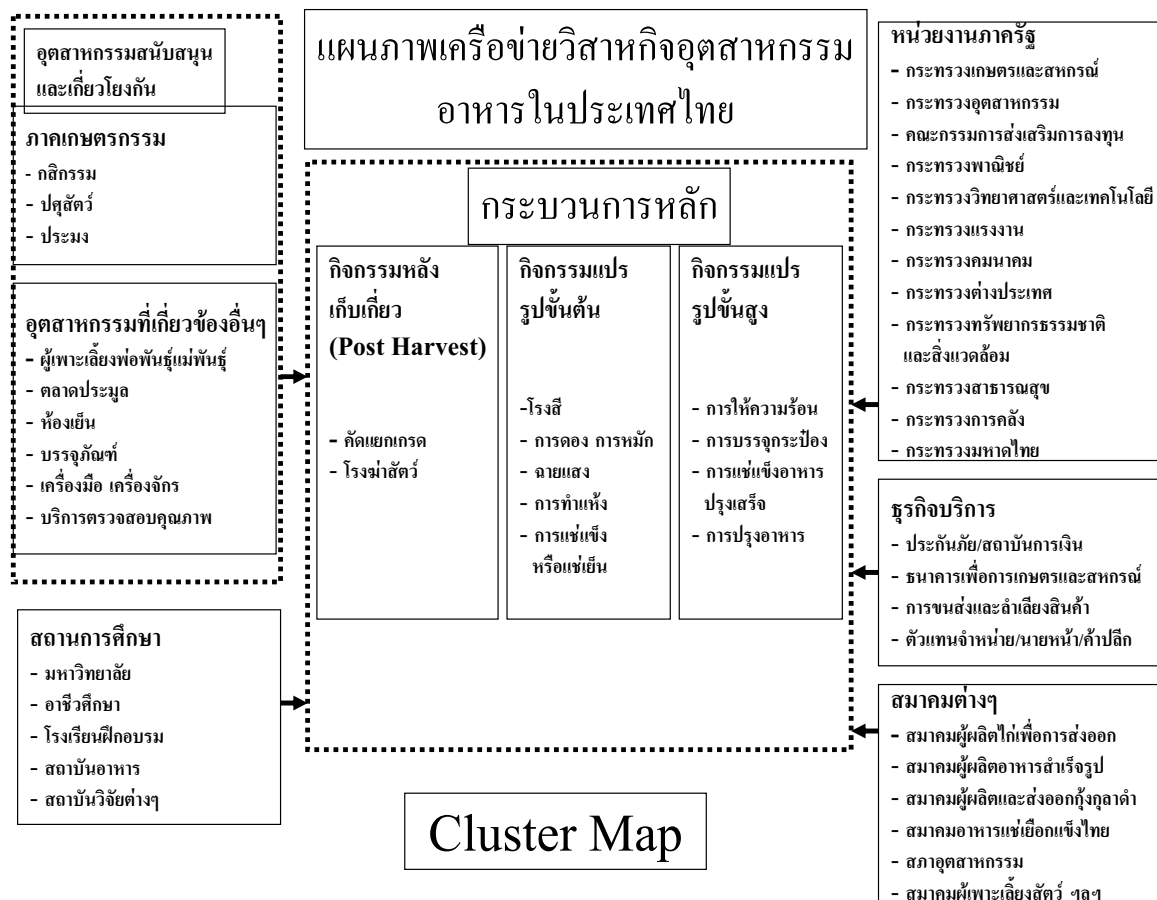 แผนภาพเครือข่ายวิสาหกิจอุตสาหกรรม
อาหารในประเทศไทย
อุตสาหกรรมสนับสนุน
และเกี่ยวโยงกัน
ภาคเกษตรกรรม
- กสิกรรม
- ปศุสัตว์
- ประมง
อุตสาหกรรมที่เกี่ยวข้องอื่นๆ
- ผู้เพาะเลี้ยงพ่อพันธุ์แม่พันธุ์
- ตลาดประมูล
- ห้องเย็น
- บรรจุภัณฑ์
- เครื่องมือ เครื่องจักร
- บริการตรวจสอบคุณภาพ
สถานการศึกษา
- มหาวิทยาลัย
- อาชีวศึกษา
- โรงเรียนฝึกอบรม
- สถาบันอาหาร
- สถาบันวิจัยต่างๆ
กระบวนการหลัก
กิจกรรมหลัง
เก็บเกี่ยว
(Post Harvest)
- คัดแยกเกรด
- โรงฆ่าสัตว์
กิจกรรมแปร
รูปขั้นต้น
-โรงสี
- การดอง การหมัก
- ฉายแสง
- การทำแห้ง
- การแช่แข็ง
หรือแช่เย็น
กิจกรรมแปร
รูปขั้นสูง
- การให้ความร้อน
- การบรรจุกระป๋อง
- การแช่แข็งอาหาร
ปรุงเสร็จ
- การปรุงอาหาร
Cluster Map
หน่วยงานภาครัฐ
- กระทรวงเกษตรและสหกรณ์
- กระทรวงอุตสาหกรรม
- คณะกรรมการส่งเสริมการลงทุน
- กระทรวงพาณิชย์
- กระทรวงวิทยาศาสตร์และเทคโนโลยี
- กระทรวงแรงงาน
- กระทรวงคมนาคม
- กระทรวงต่างประเทศ
- กระทรวงทรัพยากรธรรมชาติ
และสิ่งแวดล้อม
- กระทรวงสาธารณสุข
- กระทรวงการคลัง
- กระทรวงมหาดไทย
ธุรกิจบริการ
- ประกันภัย/สถาบันการเงิน
- ธนาคารเพื่อการเกษตรและสหกรณ์
- การขนส่งและลำเลียงสินค้า
- ตัวแทนจำหน่าย/นายหน้า/ค้าปลีก
สมาคมต่างๆ
- สมาคมผู้ผลิตไก่เพื่อการส่งออก
- สมาคมผู้ผลิตอาหารสำเร็จรูป
- สมาคมผู้ผลิตและส่งออกกุ้งกุลาดำ
- สมาคมอาหารแช่เยือกแข็งไทย
- สภาอุตสาหกรรม
- สมาคมผู้เพาะเลี้ยงสัตว์ ฯลฯ